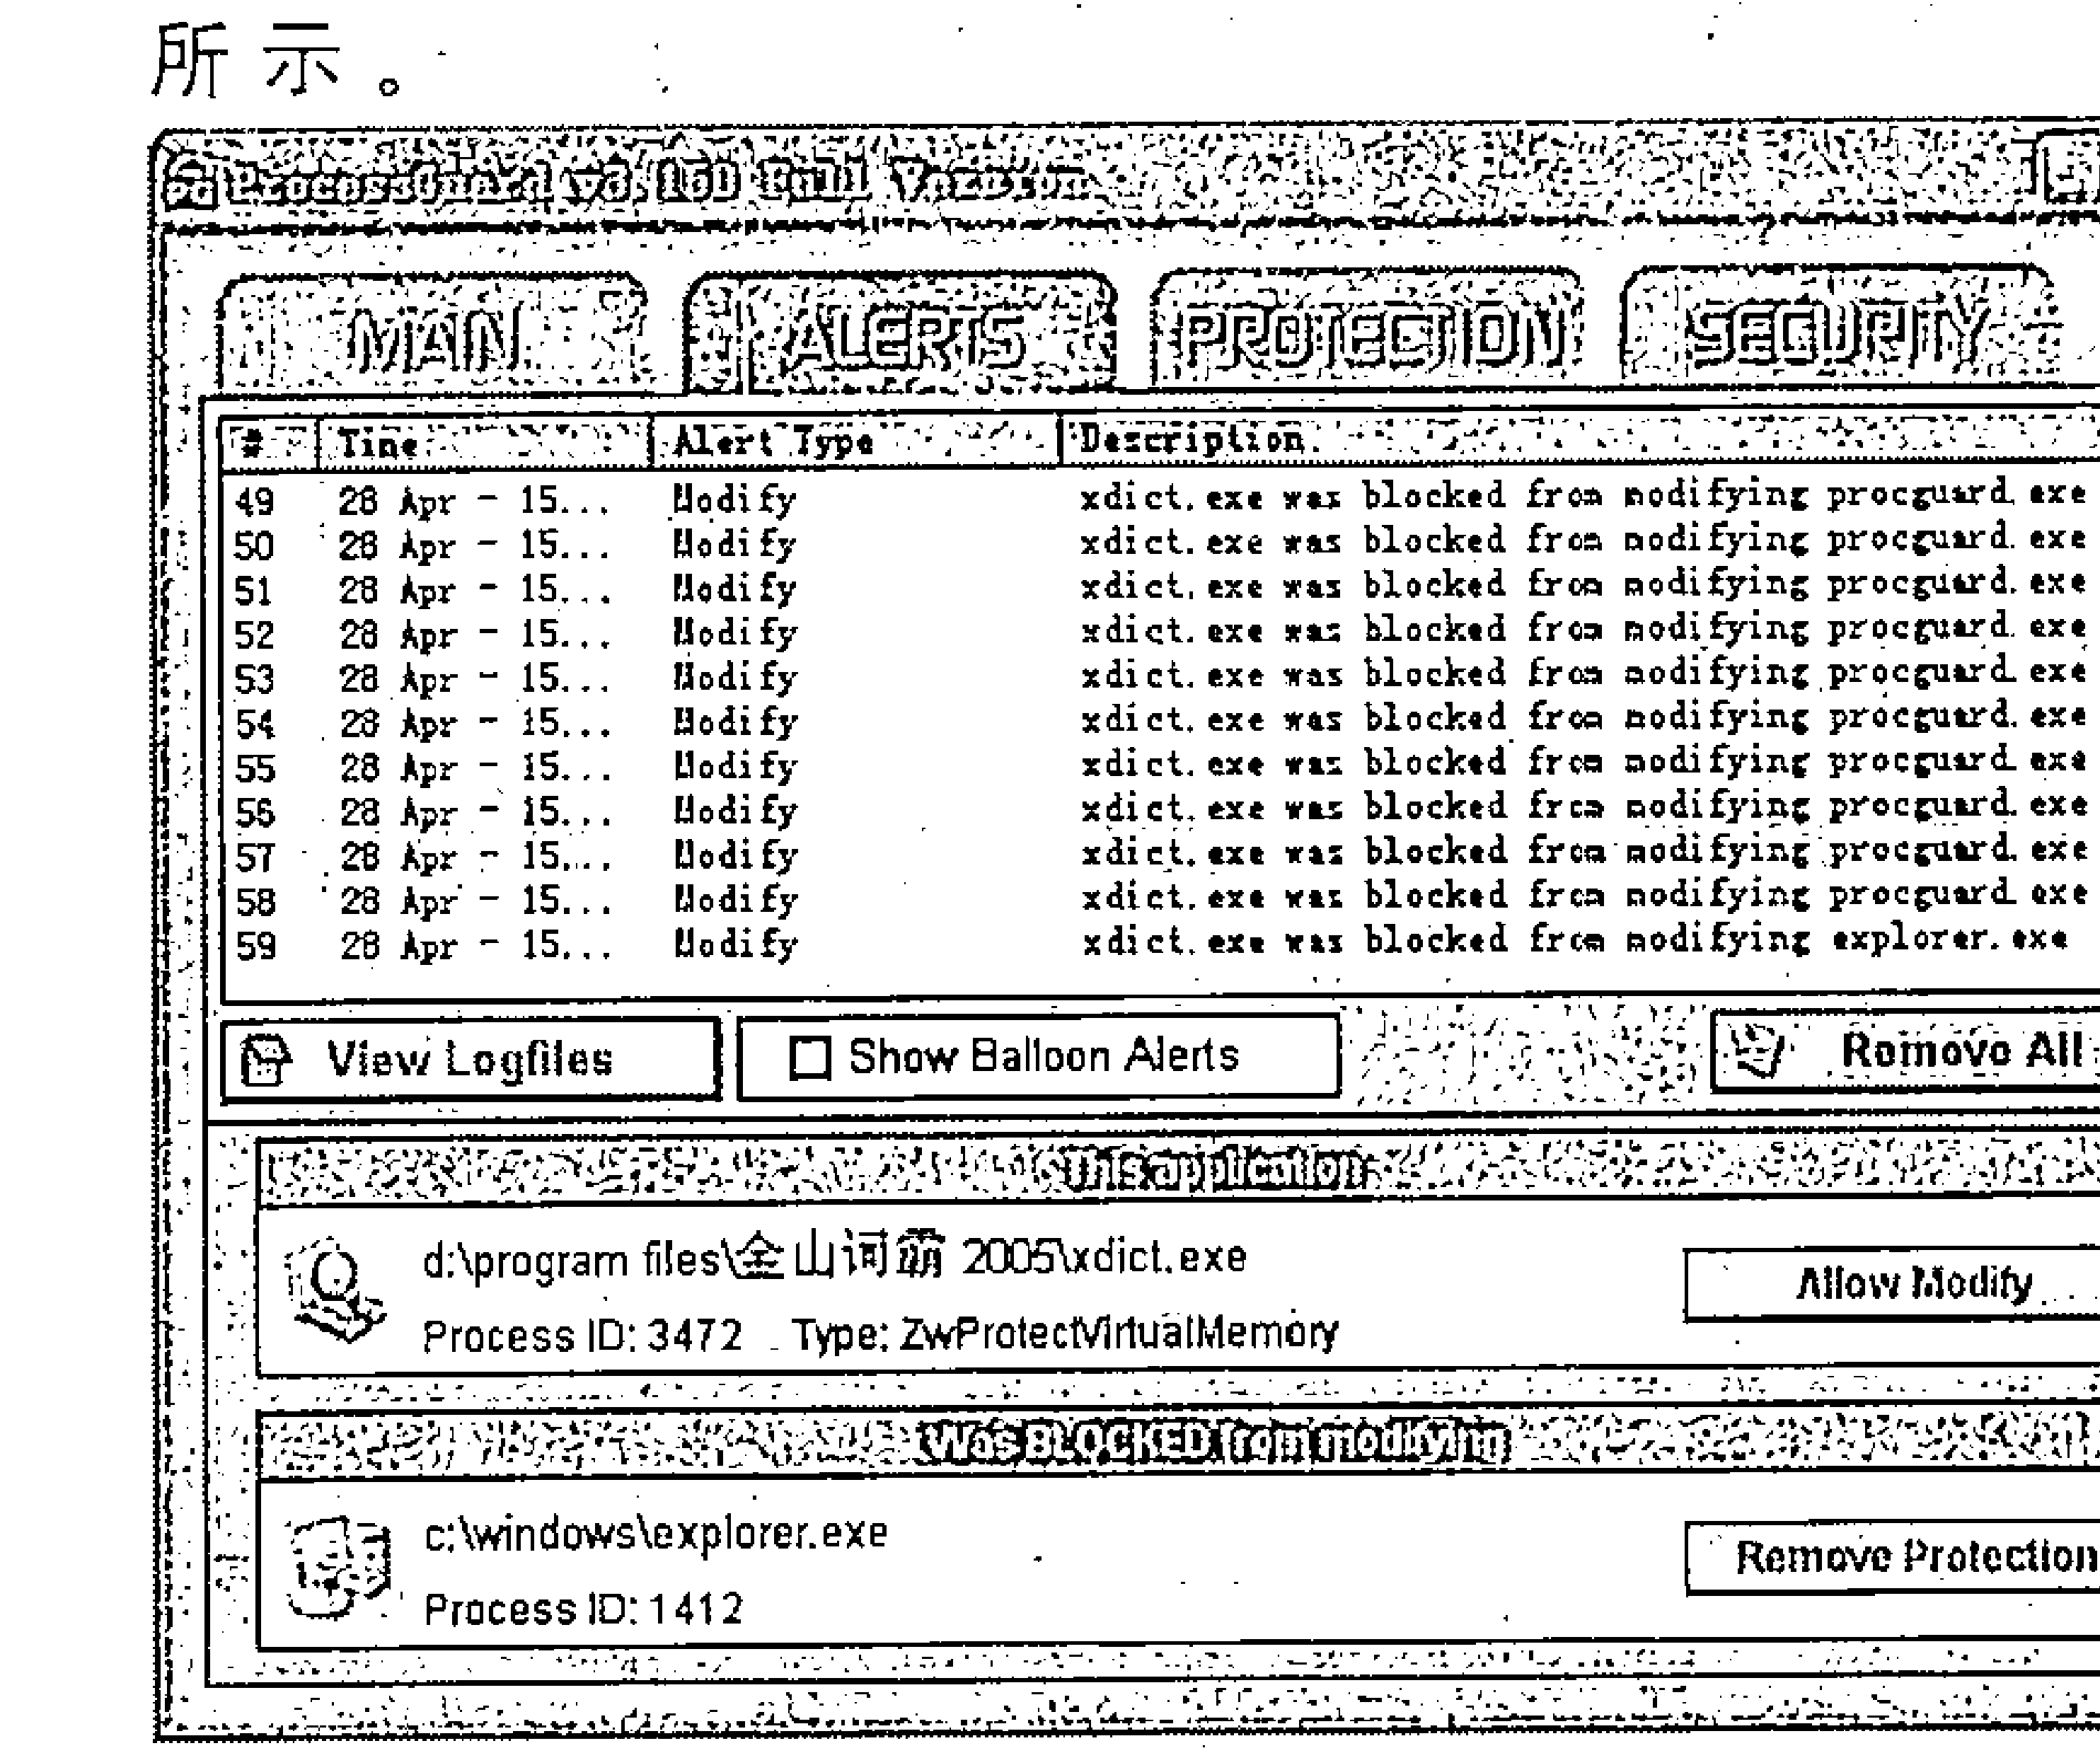 所示。
ProcessGuard v3.150 Full Version
MAIN ALERTS PROTECTION SECURITY
# Time Alert Type Description
49 28 Apr - 15... Modify xdict.exe was blocked from modifying procguard.exe
50 28 Apr - 15... Modify xdict.exe was blocked from modifying procguard.exe
51 28 Apr - 15... Modify xdict.exe was blocked from modifying procguard.exe
52 28 Apr - 15... Modify xdict.exe was blocked from modifying procguard.exe
53 28 Apr - 15... Modify xdict.exe was blocked from modifying procguard.exe
54 28 Apr - 15... Modify xdict.exe was blocked from modifying procguard.exe
55 28 Apr - 15... Modify xdict.exe was blocked from modifying procguard.exe
56 28 Apr - 15... Modify xdict.exe was blocked from modifying procguard.exe
57 28 Apr - 15... Modify xdict.exe was blocked from modifying procguard.exe
58 28 Apr - 15... Modify xdict.exe was blocked from modifying procguard.exe
59 28 Apr - 15... Modify xdict.exe was blocked from modifying explorer.exe
View Logfiles Show Balloon Alerts Remove All
This application
d:\program files\金山词霸 2005\xdict.exe
Allow Modify
Process ID: 3472 Type: ZwProtectVirtualMemory
Was BLOCKED from modifying
c:\windows\explorer.exe
Remove Protection
Process ID: 1412